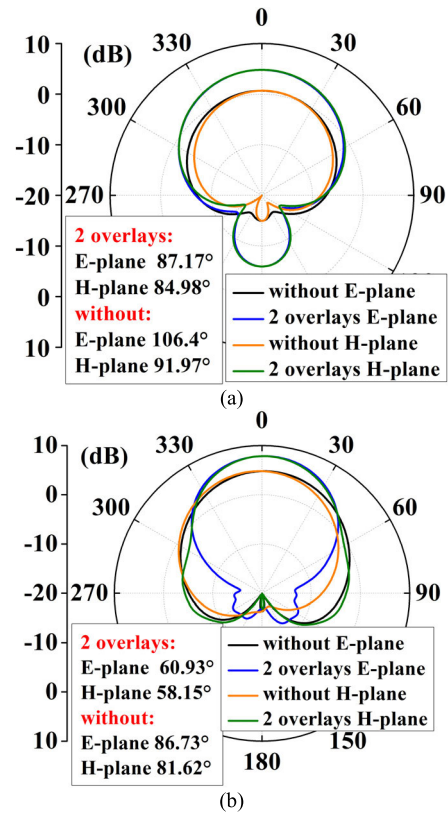 0
10
330
30
(dB)
0
300
60
-10
-20
270
90
-10
2 overlays:
E-plane 87.17°
H-plane 84.98°
without:
E-plane 106.4°
H-plane 91.97°
0
10
without E-plane
2 overlays E-plane
without H-plane
2 overlays H-plane
(a)
0
10
330
30
(dB)
0
300
60
-10
-20
270
90
-10
2 overlays:
E-plane 60.93°
H-plane 58.15°
without:
E-plane 86.73°
H-plane 81.62°
0
10
without E-plane
2 overlays E-plane
without H-plane
2 overlays H-plane
150
180
(b)